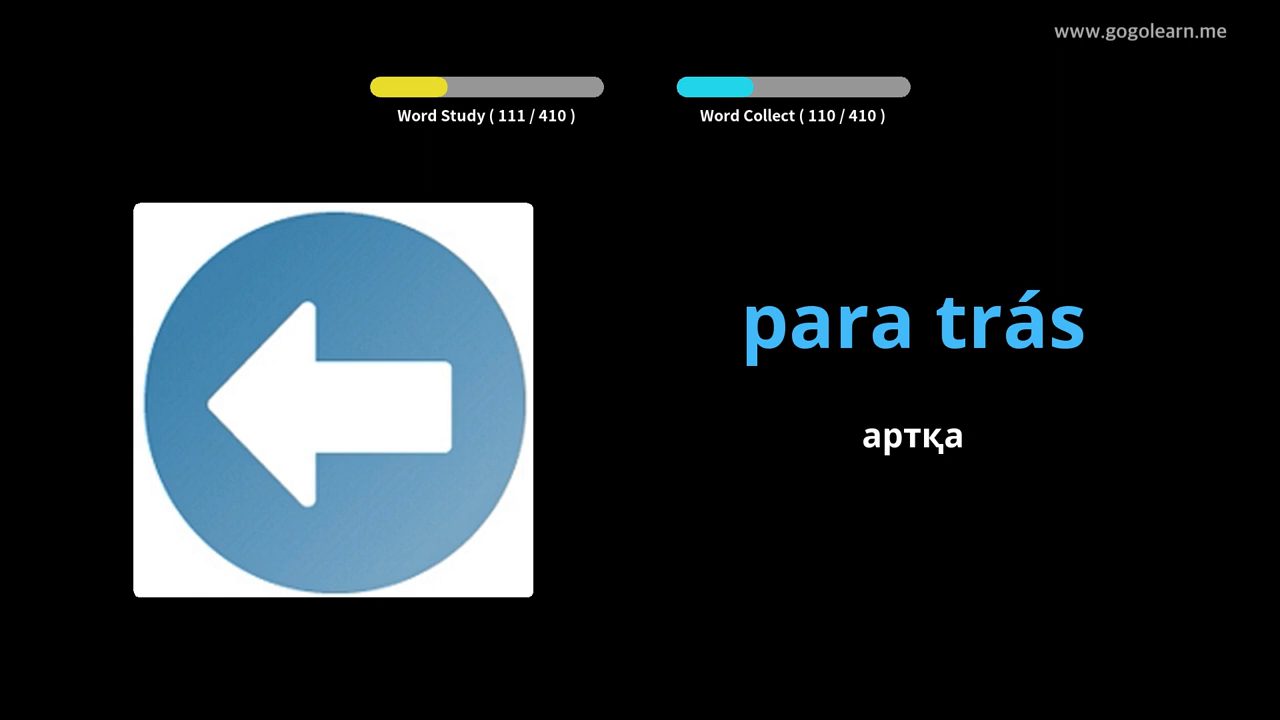 www.gogolearn.me
Word Study ( 111 / 410 )
Word Collect ( 110 / 410 )
para trás
артқа